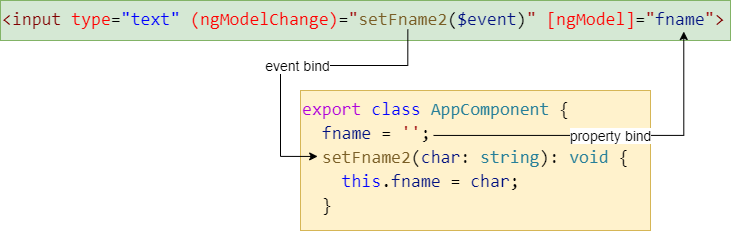 <input type="text" (ngModelChange)="setFname2($event)" [ngModel]="fname">
event bind
export class AppComponent {
fname = '';
property bind
setFname2(char: string): void {
this.fname = char;
}